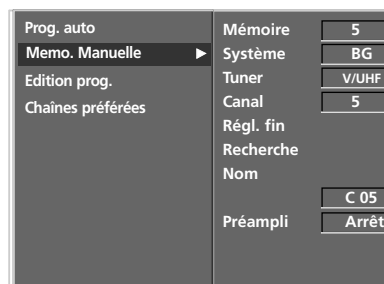 Prog. auto
Memo. Manuelle
Edition prog.
Chaînes préférées
Mémoire 5
Système BG
Tuner V/UHF
Canal 5
Régl. fin
Recherche
Nom
C 05
Préampli Arrêt